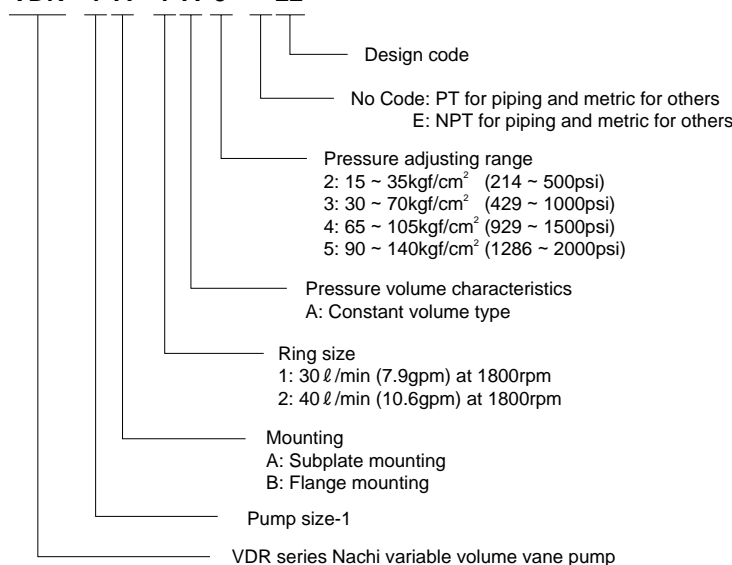 Design code
No Code: PT for piping and metric for others
E: NPT for piping and metric for others
Pressure adjusting range
2: 15 ~ 35kgf/cm² (214 ~ 500psi)
3: 30 ~ 70kgf/cm² (429 ~ 1000psi)
4: 65 ~ 105kgf/cm² (929 ~ 1500psi)
5: 90 ~ 140kgf/cm² (1286 ~ 2000psi)
Pressure volume characteristics
A: Constant volume type
Ring size
1: 30ℓ/min (7.9gpm) at 1800rpm
2: 40ℓ/min (10.6gpm) at 1800rpm
Mounting
A: Subplate mounting
B: Flange mounting
Pump size-1
VDR series Nachi variable volume vane pump